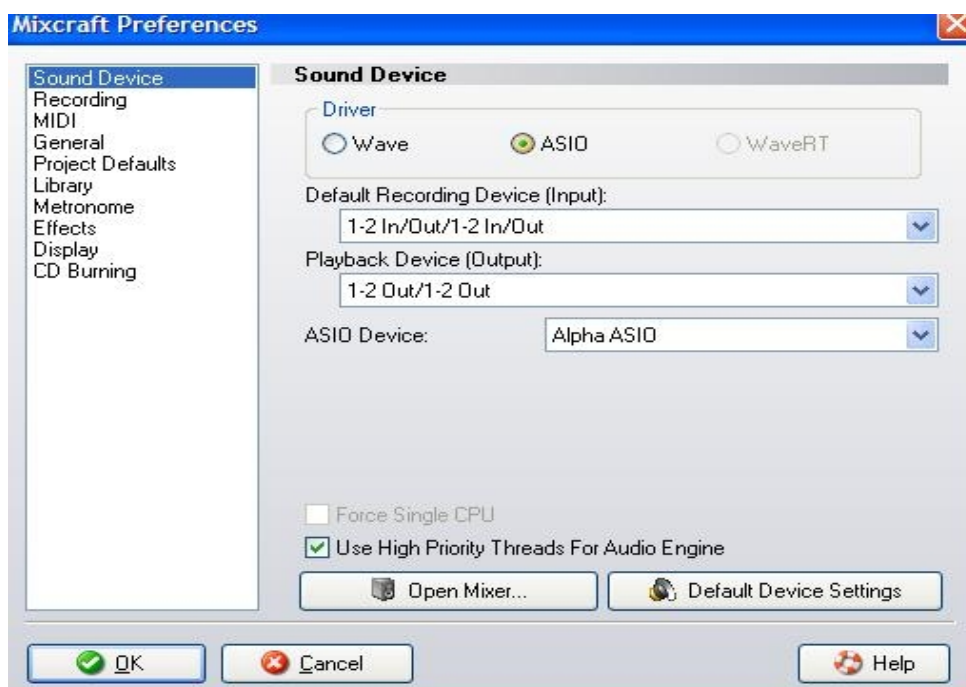 Mixcraft Preferences
Sound Device
Recording
MIDI
General
Project Defaults
Library
Metronome
Effects
Display
CD Burning
Sound Device
Driver
Wave
ASIO
WaveRT
Default Recording Device (Input):
1-2 In/Out/1-2 In/Out
Playback Device (Output):
1-2 Out/1-2 Out
ASIO Device:
Alpha ASIO
Force Single CPU
Use High Priority Threads For Audio Engine
Open Mixer...
Default Device Settings
OK
Cancel
Help